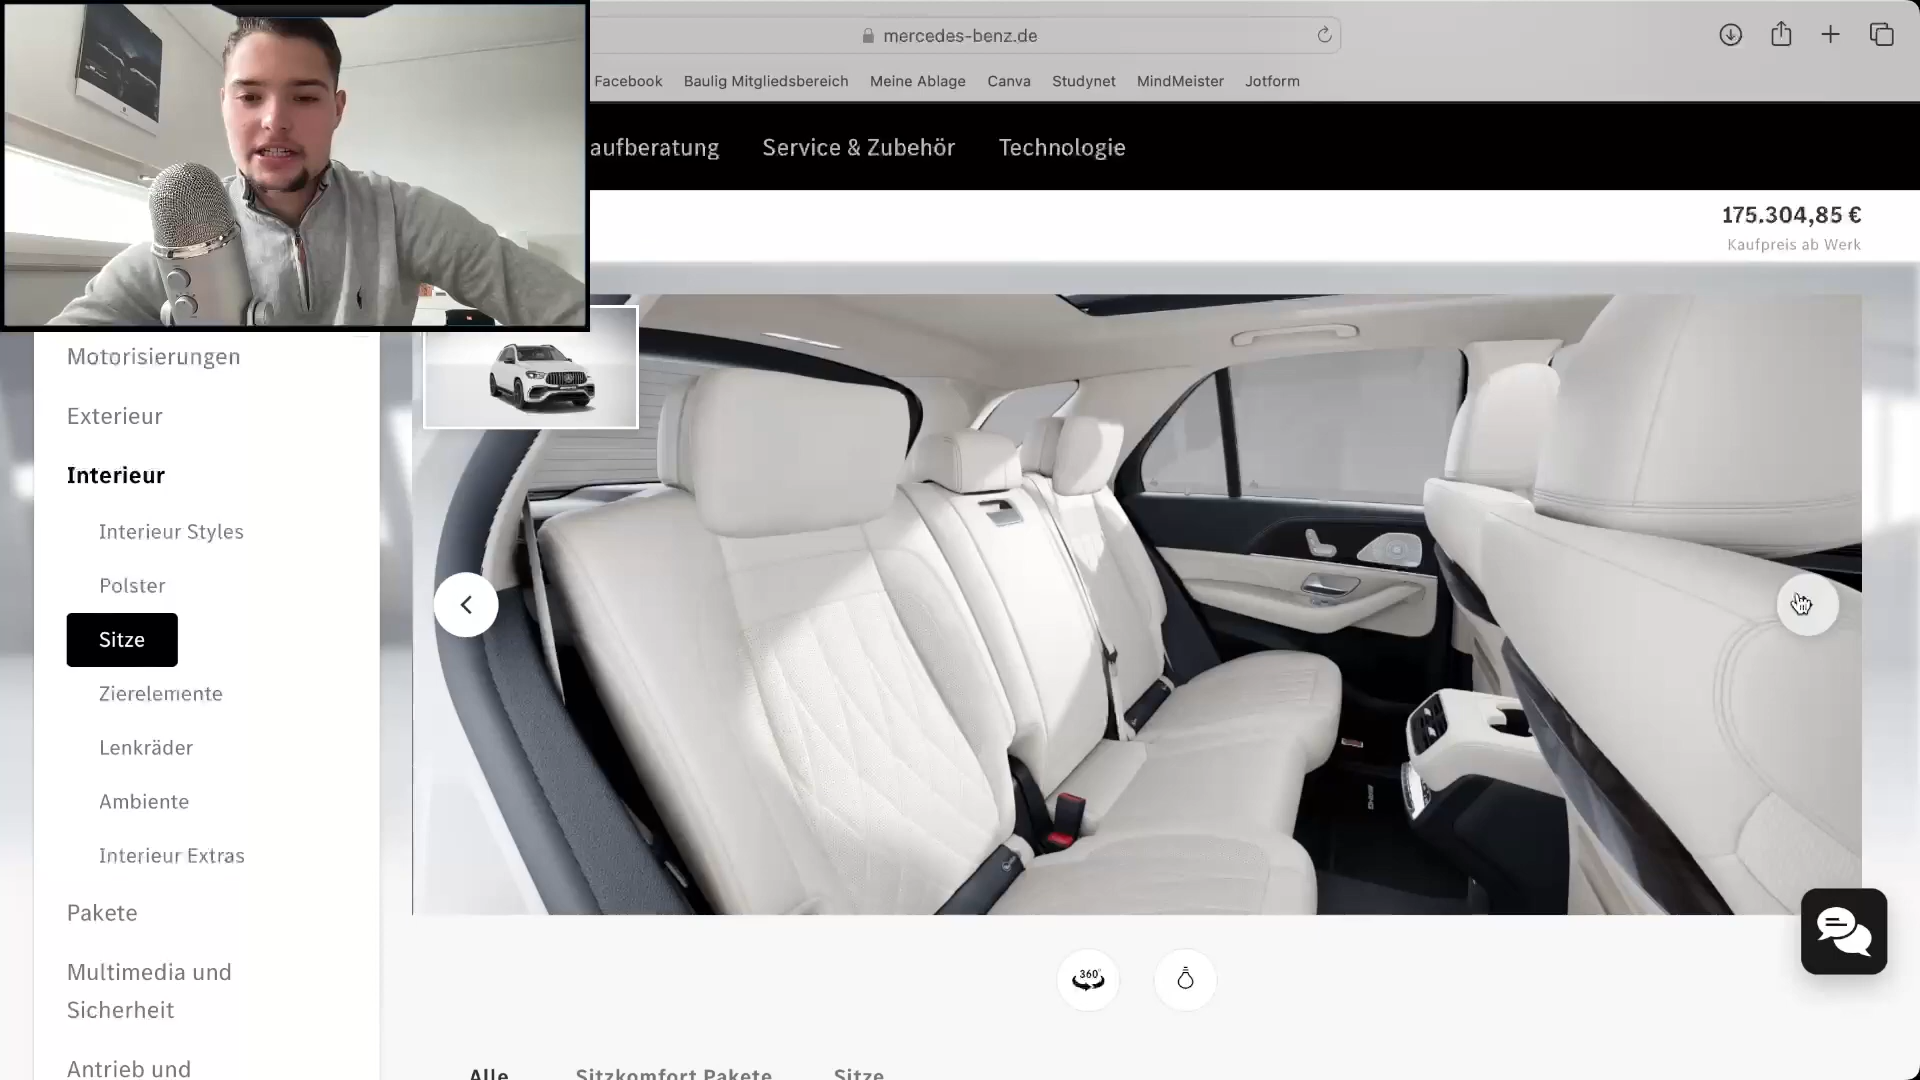 mercedes-benz.de
Facebook Baulig Mitgliedsbereich Meine Ablage Canva Studynet MindMeister Jotform
aufberatung Service & Zubehör Technologie
175.304,85 €
Kaufpreis ab Werk
Motorisierungen
Exterieur
Interieur
Interieur Styles
Polster
Sitze
Zierelemente
Lenkräder
Ambiente
Interieur Extras
Pakete
Multimedia und
Sicherheit
Antrieb und
360°
Alle Sitzkomfort Pakete Sitze